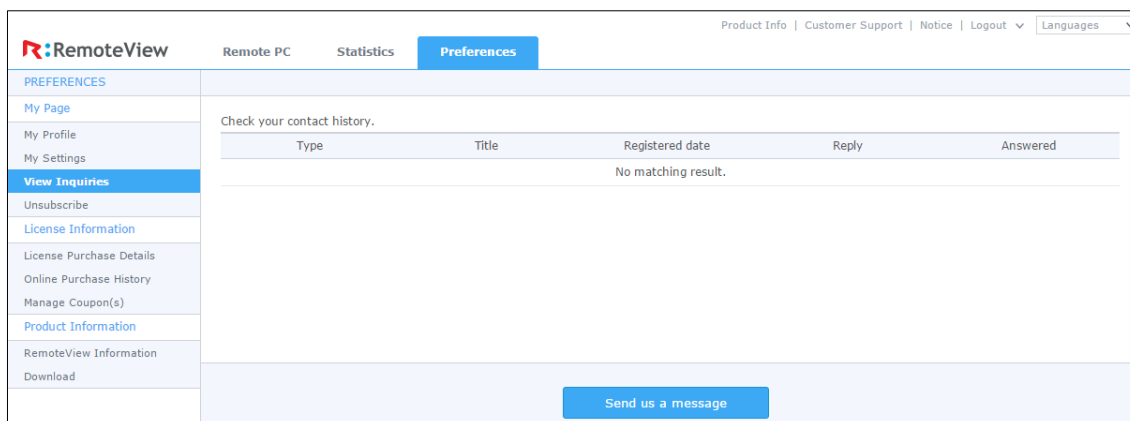 Product Info | Customer Support | Notice | Logout Languages
RemoteView
Remote PC Statistics Preferences
PREFERENCES
My Page
My Profile
My Settings
View Inquiries
Unsubscribe
License Information
License Purchase Details
Online Purchase History
Manage Coupon(s)
Product Information
RemoteView Information
Download
Check your contact history.
Type Title Registered date Reply Answered
No matching result.
Send us a message